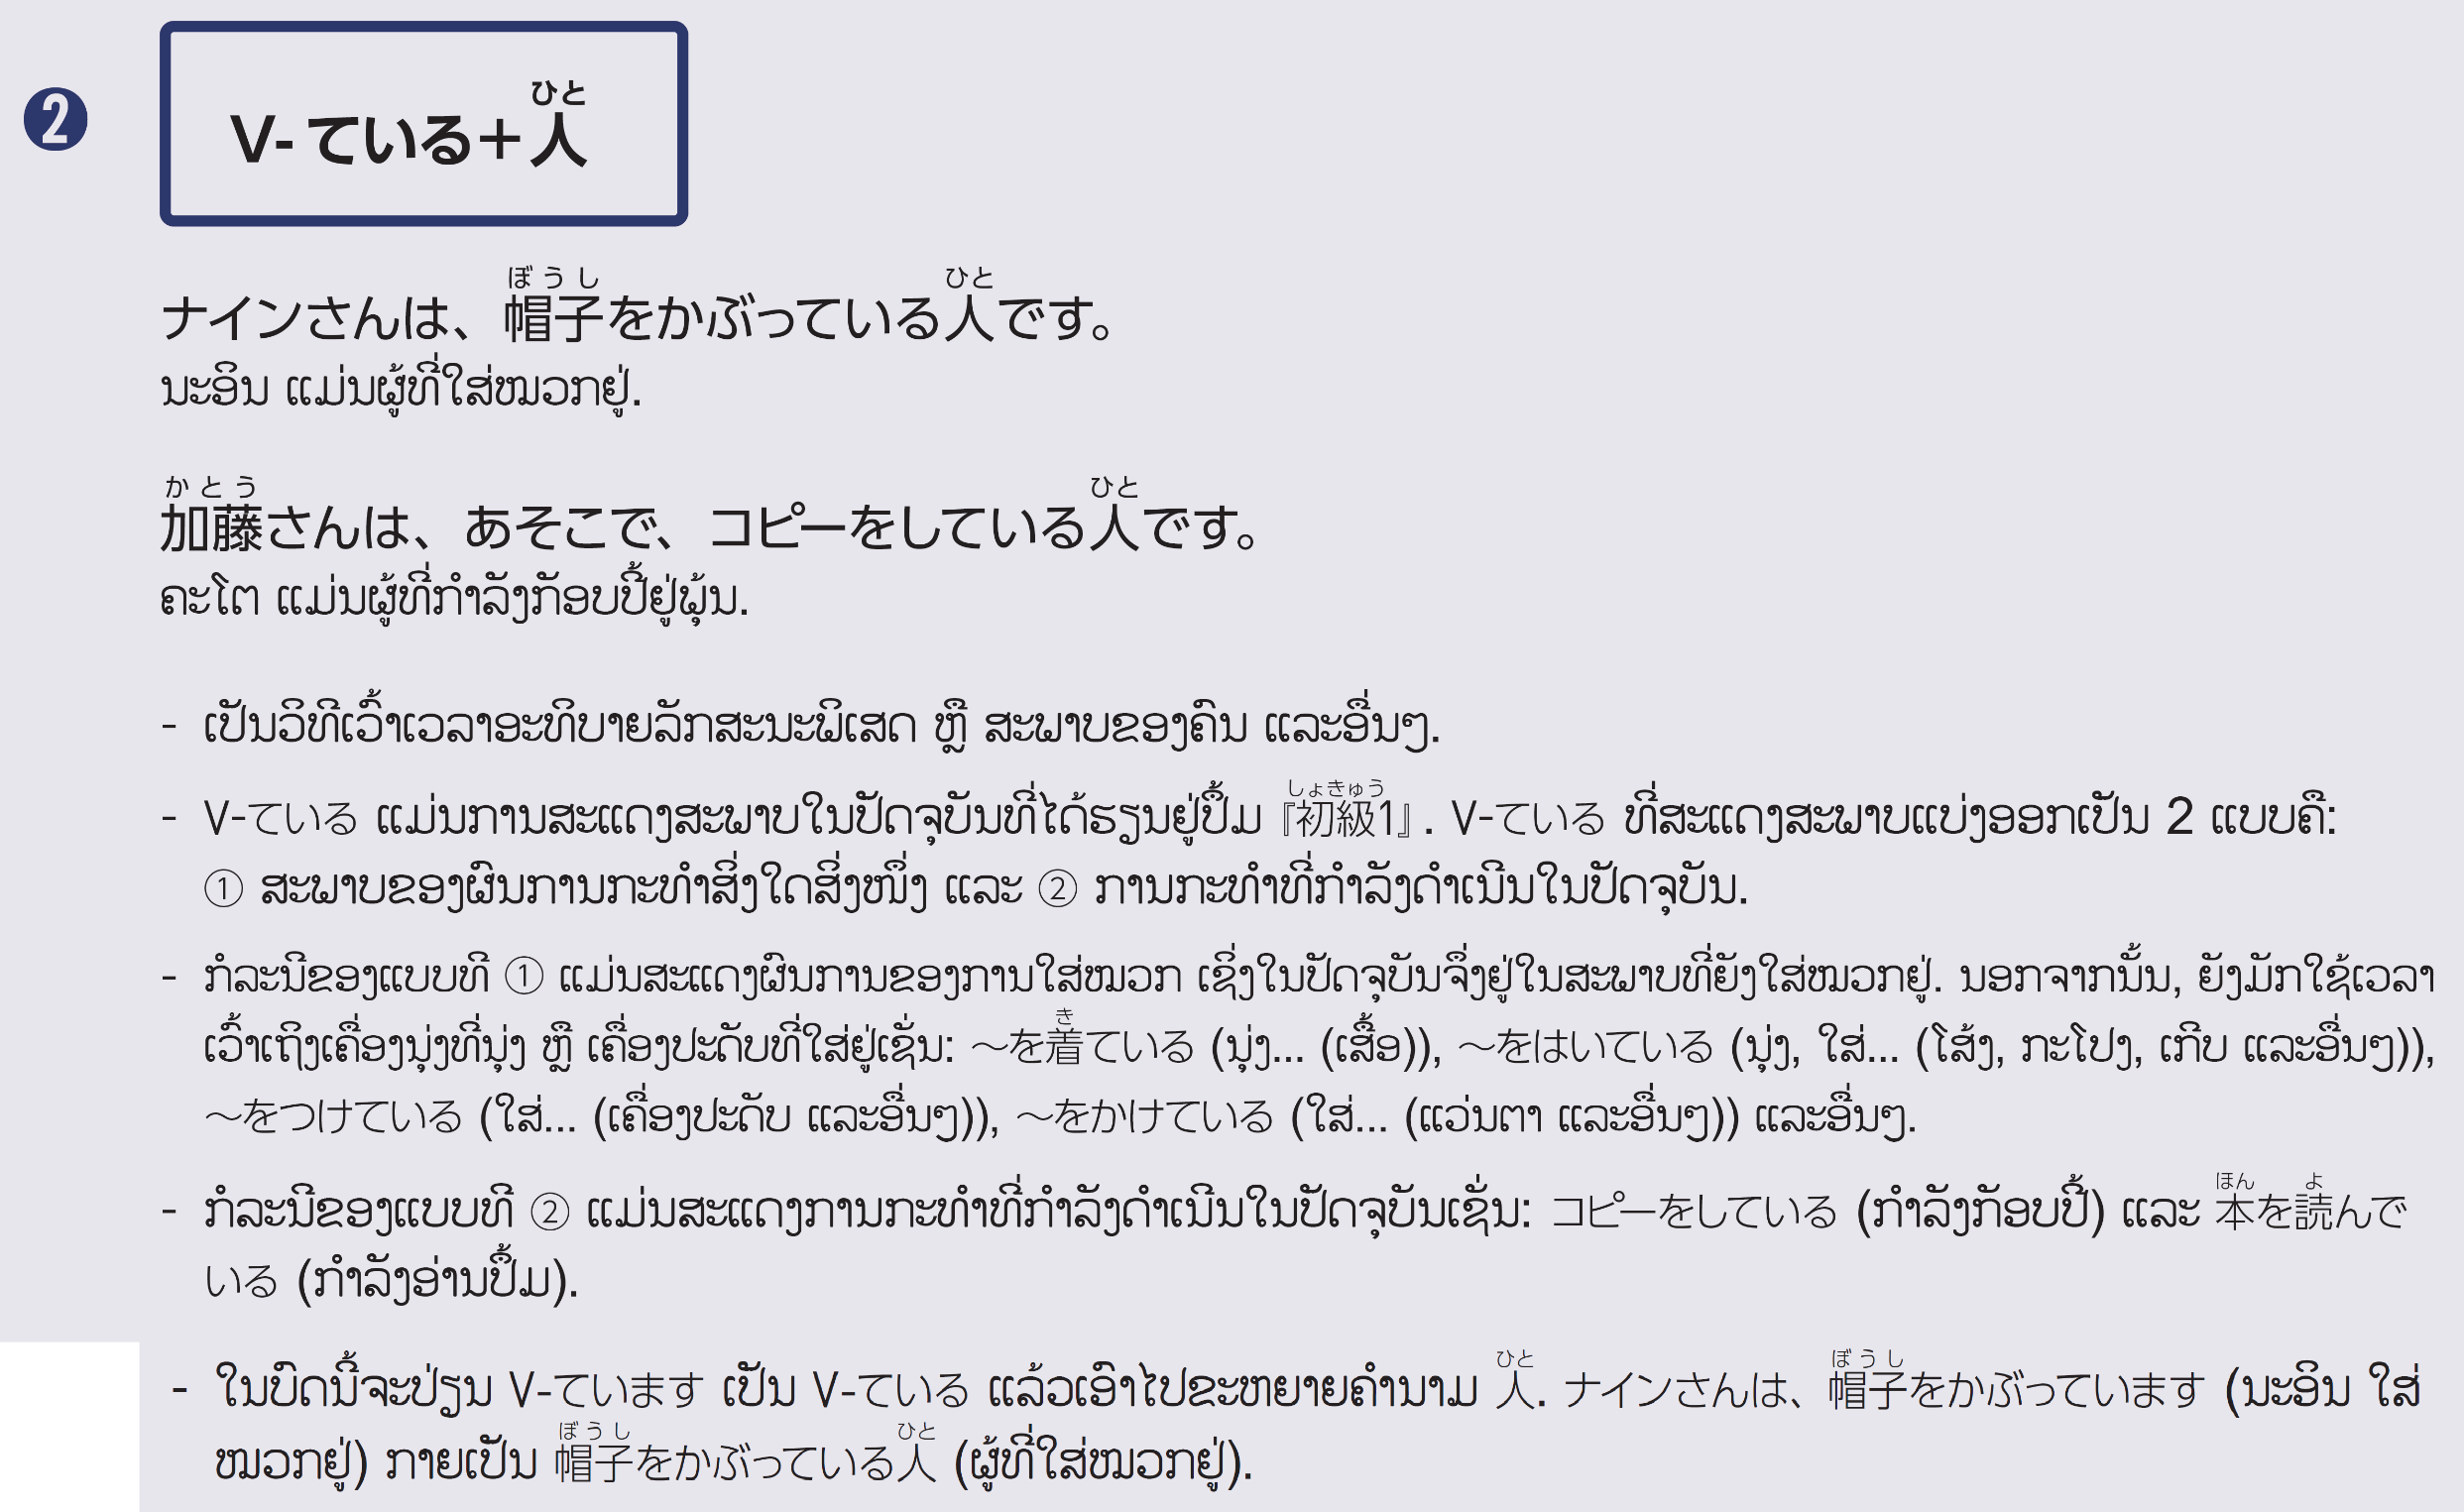 ❷
ひと
V- ている＋人
ぼうし ひと
ナインさんは、帽子をかぶっている人です。
ນະອິນ ແມ່ນຜູ້ທີ່ໃສ່ໝວກຢູ່.
かとう ひと
加藤さんは、あそこで、コピーをしている人です。
ຄະໂຕ ແມ່ນຜູ້ທີ່ກຳລັງກັອບປີ້ຢູ່ພຸ້ນ.
- ເປັນວິທີເວົ້າເວລາອະທິບາຍລັກສະນະພິເສດ ຫຼື ສະພາບຂອງຄົນ ແລະອື່ນໆ.
しょきゅう
- V-ている ແມ່ນການສະແດງສະພາບໃນປັດຈຸບັນທີ່ໄດ້ຮຽນຢູ່ປຶ້ມ 『初級1』. V-ている ທີ່ສະແດງສະພາບແບ່ງອອກເປັນ 2 ແບບຄື:
① ສະພາບຂອງຜົນການກະທຳສິ່ງໃດສິ່ງໜຶ່ງ ແລະ ② ການກະທຳທີ່ກຳລັງດຳເນີນໃນປັດຈຸບັນ.
- ກໍລະນີຂອງແບບທີ ① ແມ່ນສະແດງຜົນການຂອງການໃສ່ໝວກ ເຊິ່ງໃນປັດຈຸບັນຈຶ່ງຢູ່ໃນສະພາບທີ່ຍັງໃສ່ໝວກຢູ່. ນອກຈາກນັ້ນ, ຍັງມັກໃຊ້ເວລາ
き
ເວົ້າເຖິງເຄື່ອງນຸ່ງທີ່ນຸ່ງ ຫຼື ເຄື່ອງປະດັບທີ່ໃສ່ຢູ່ເຊັ່ນ: ～を着ている (ນຸ່ງ... (ເສື້ອ)), ～をはいている (ນຸ່ງ, ໃສ່... (ໂສ້ງ, ກະໂປງ, ເກີບ ແລະອື່ນໆ)),
～をつけている (ໃສ່... (ເຄື່ອງປະດັບ ແລະອື່ນໆ)), ～をかけている (ໃສ່... (ແວ່ນຕາ ແລະອື່ນໆ)) ແລະອື່ນໆ.
ほん よ
- ກໍລະນີຂອງແບບທີ ② ແມ່ນສະແດງການກະທຳທີ່ກຳລັງດຳເນີນໃນປັດຈຸບັນເຊັ່ນ: コピーをしている (ກຳລັງກັອບປີ້) ແລະ 本を読んで
いる (ກຳລັງອ່ານປຶ້ມ).
ひと ぼうし
- ໃນບົດນີ້ຈະປ່ຽນ V-ています ເປັນ V-ている ແລ້ວເອົາໄປຂະຫຍາຍຄຳນາມ 人. ナインさんは、帽子をかぶっています (ນະອິນ ໃສ່
ぼうし ひと
ໝວກຢູ່) ກາຍເປັນ 帽子をかぶっている人 (ຜູ້ທີ່ໃສ່ໝວກຢູ່).